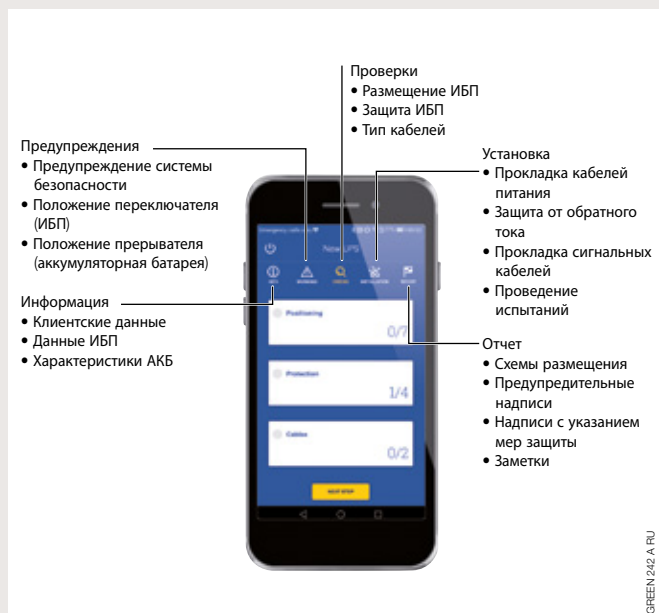 Проверки
• Размещение ИБП
• Защита ИБП
• Тип кабелей
Предупреждения
• Предупреждение системы
безопасности
• Положение переключателя
(ИБП)
• Положение прерывателя
(аккумуляторная батарея)
Информация
• Клиентские данные
• Данные ИБП
• Характеристики АКБ
Установка
• Прокладка кабелей
питания
• Защита от обратного
тока
• Прокладка сигнальных
кабелей
• Проведение
испытаний
Отчет
• Схемы размещения
• Предупредительные
надписи
• Надписи с указанием
мер защиты
• Заметки
New UPS
Positioning
0/7
Protection
1/4
Cables
0/2
NEXT STEP
GREEN 242 A RU